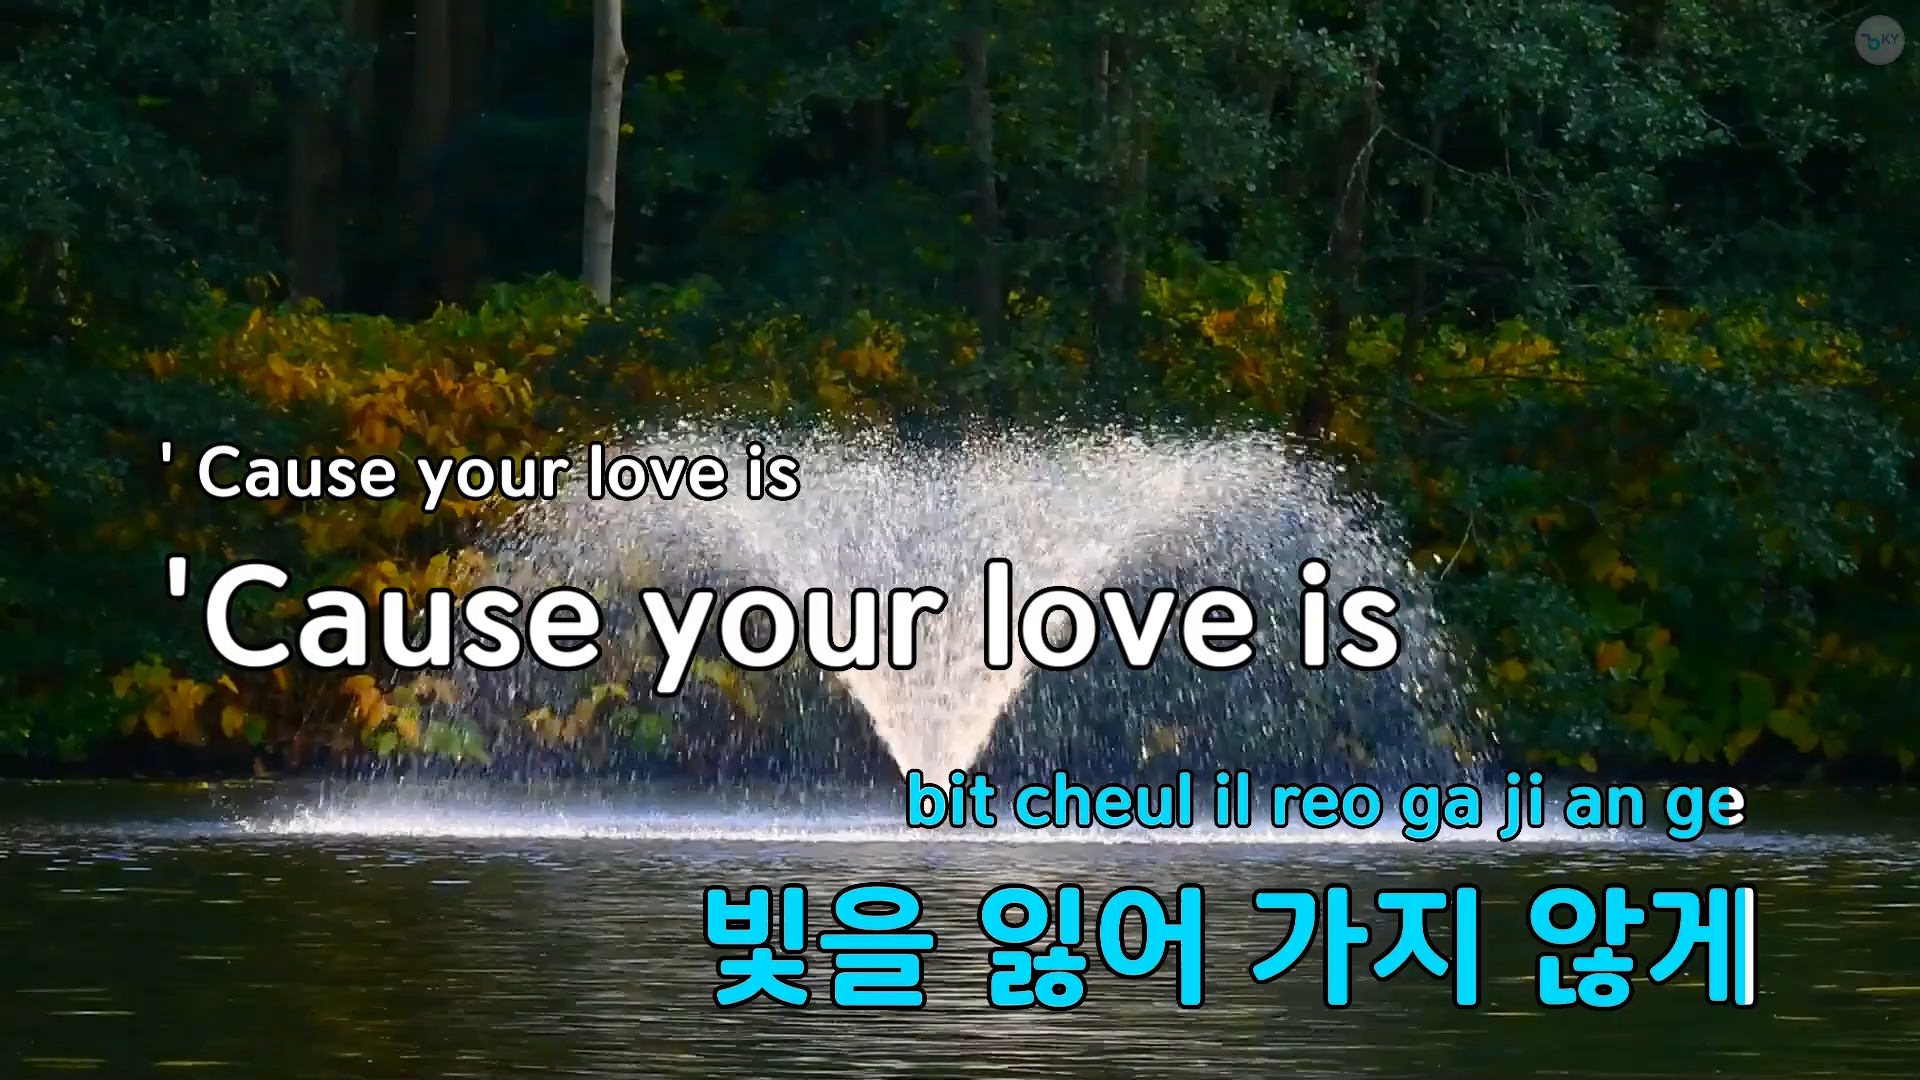 KY
' Cause your love is
'Cause your love is
bit cheul il reo ga ji an ge
빛을 잃어 가지 않게